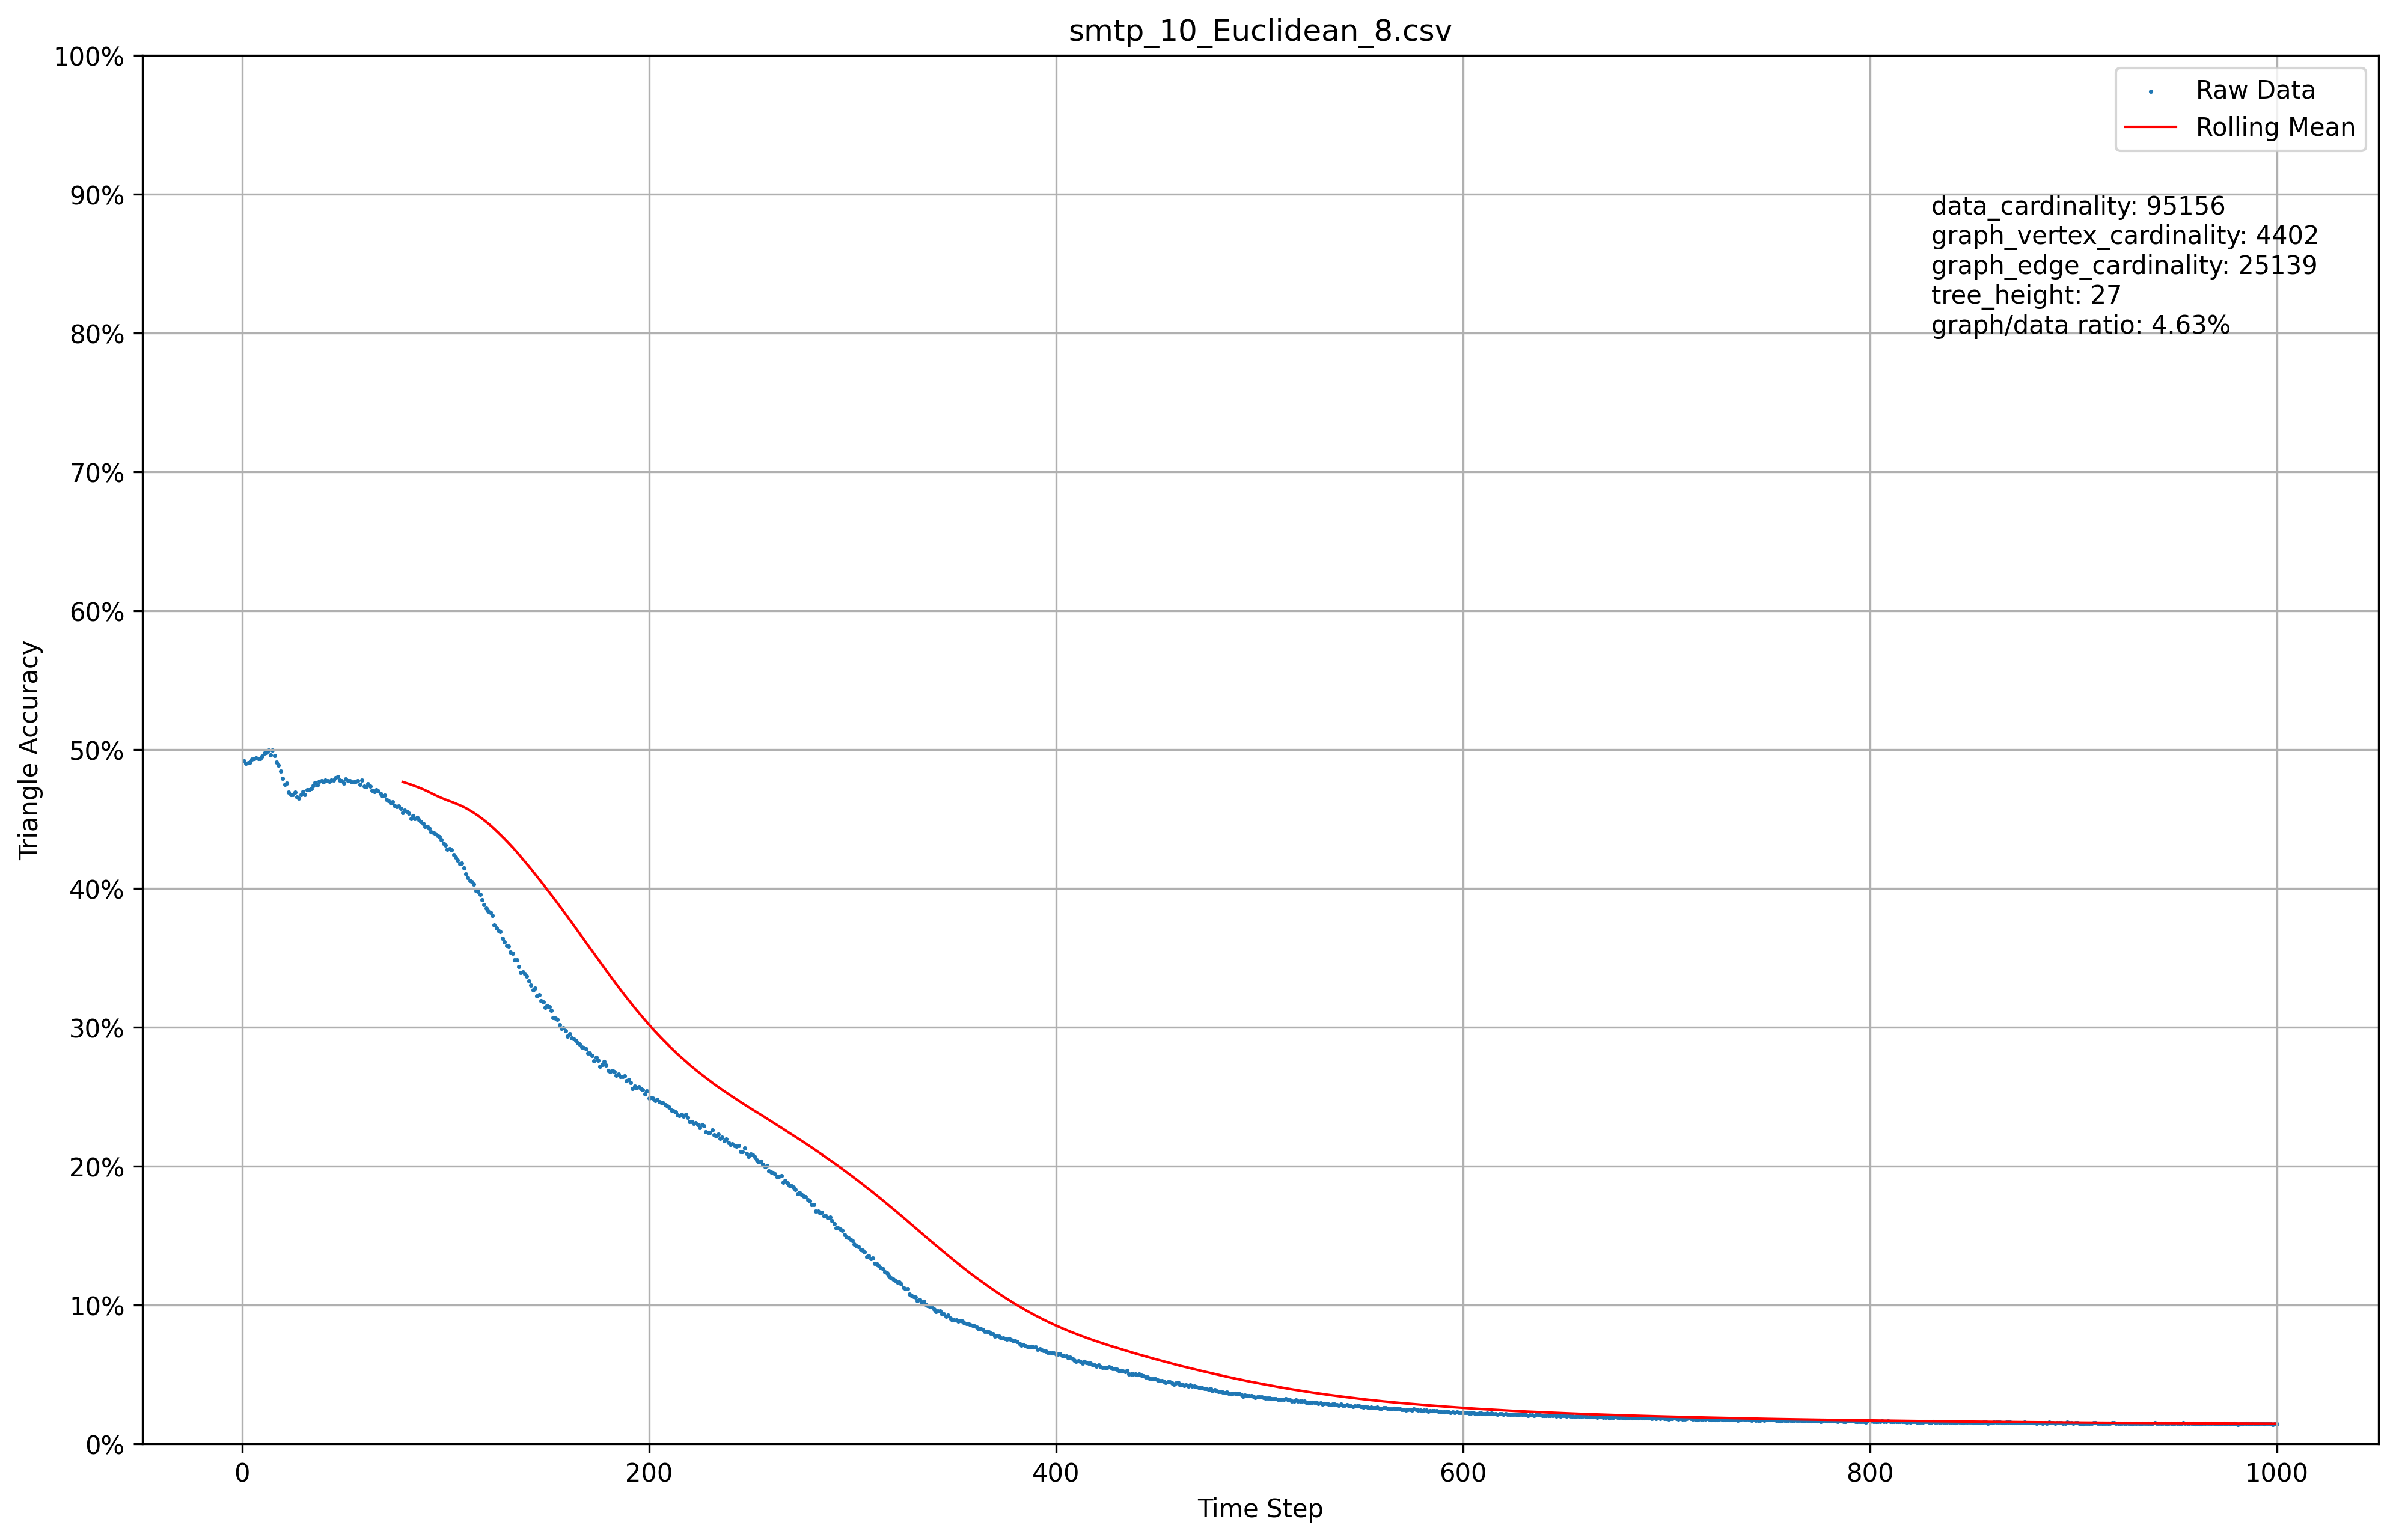 smtp_10_Euclidean_8.csv
100%
90%
80%
70%
60%
50%
40%
30%
20%
10%
0%
Triangle Accuracy
Raw Data
Rolling Mean
data_cardinality: 95156
graph_vertex_cardinality: 4402
graph_edge_cardinality: 25139
tree_height: 27
graph/data ratio: 4.63%
0 200 400 600 800 1000
Time Step